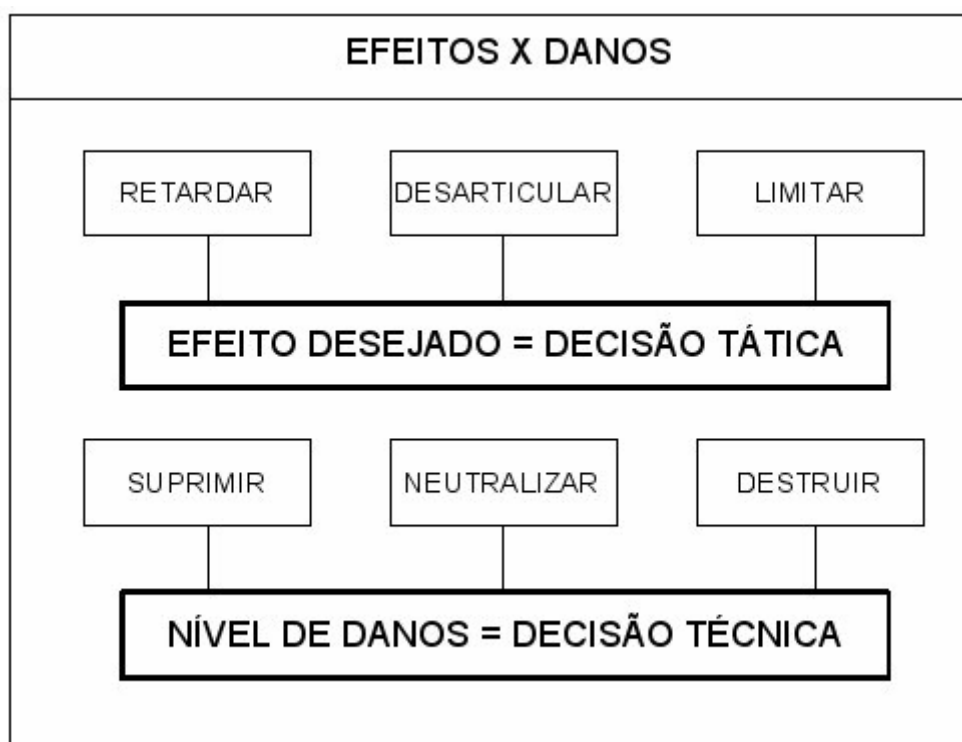 EFEITOS X DANOS
RETARDAR
DESARTICULAR
LIMITAR
EFEITO DESEJADO = DECISÃO TÁTICA
SUPRIMIR
NEUTRALIZAR
DESTRUIR
NÍVEL DE DANOS = DECISÃO TÉCNICA